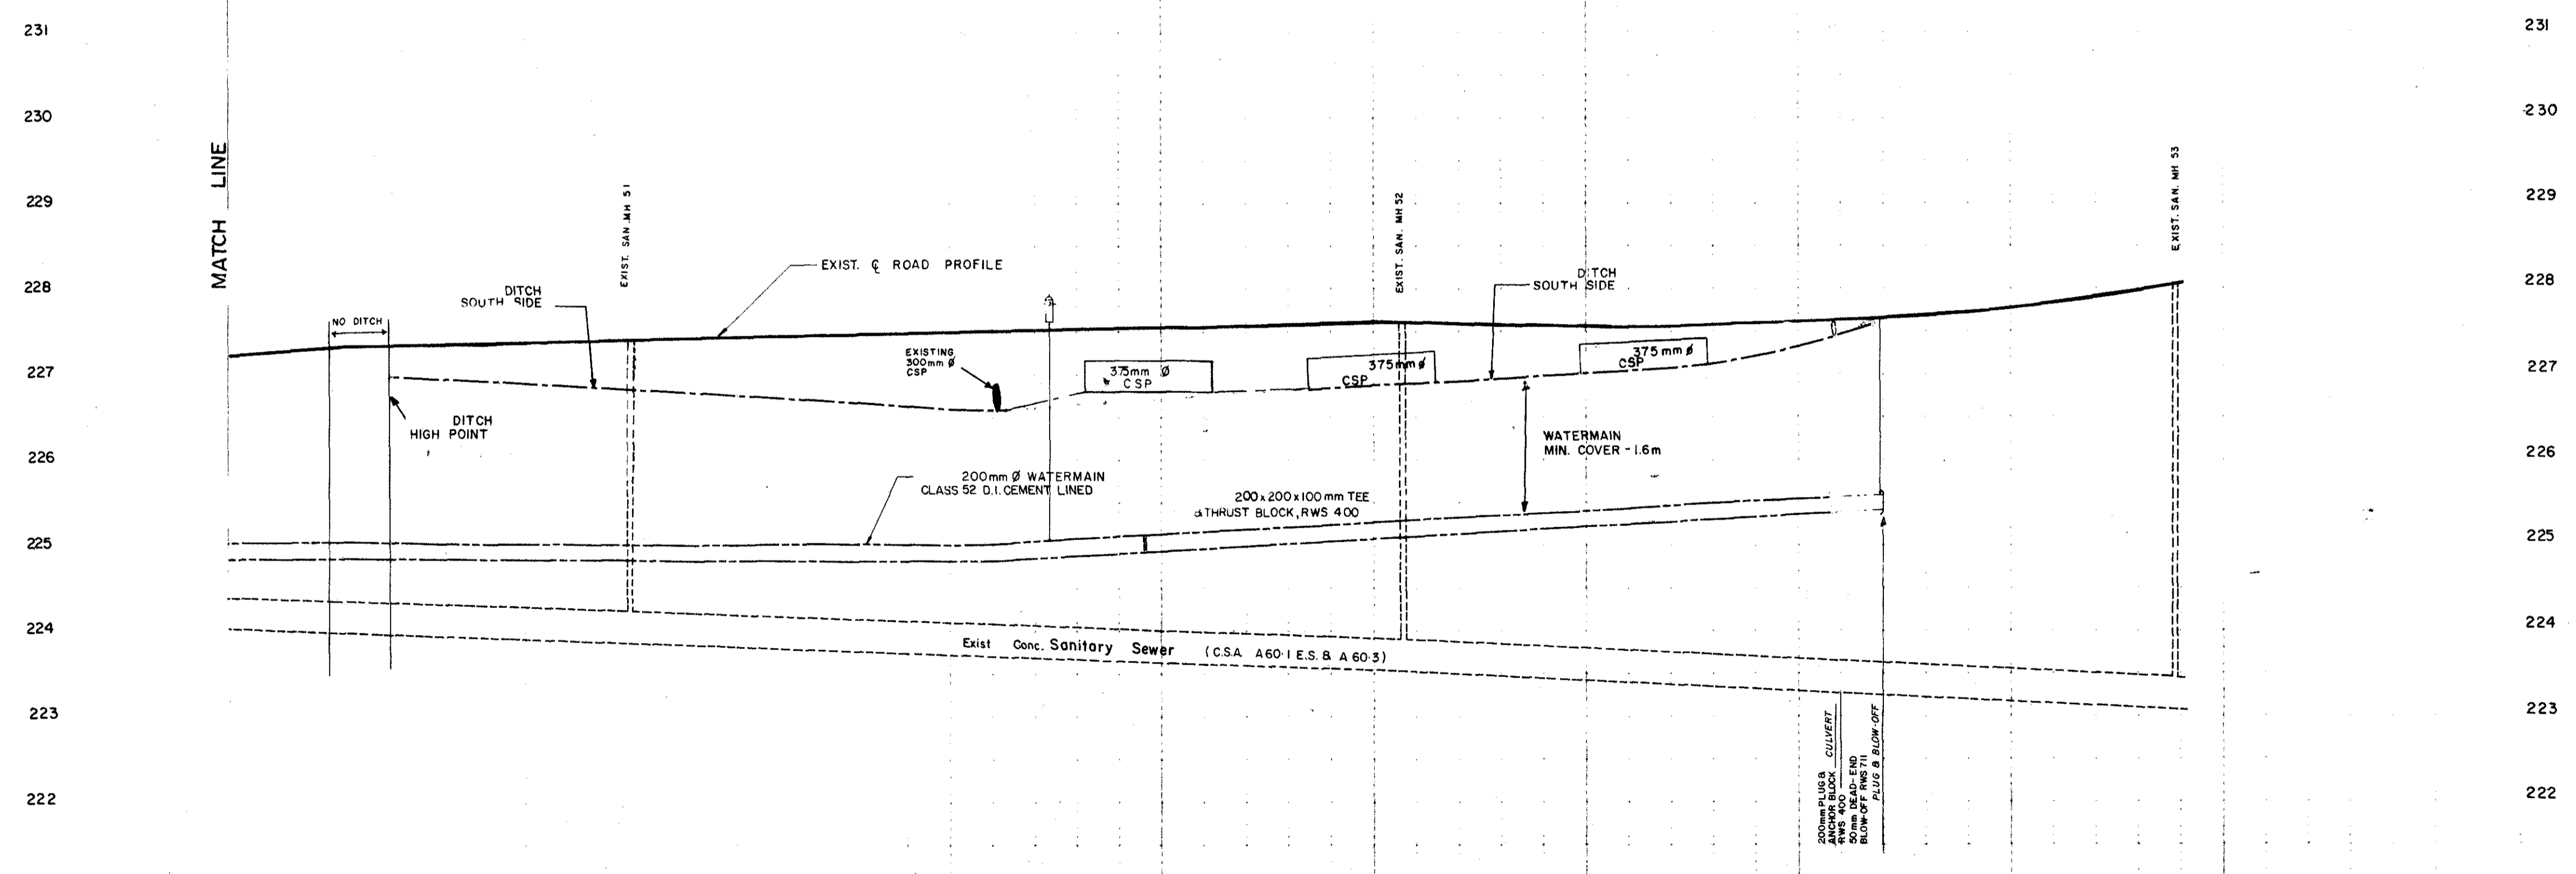 231
231
230
230
MATCH LINE
229
229
EXIST. SAN. MH 51
EXIST. SAN. MH 52
EXIST. SAN. MH 53
228
228
EXIST. ℄ ROAD PROFILE
DITCH
SOUTH SIDE
DITCH
SOUTH SIDE
NO DITCH
227
227
EXISTING
300mm Ø
CSP
375mm Ø
CSP
375mm Ø
CSP
375mm Ø
CSP
DITCH
HIGH POINT
WATERMAIN
MIN. COVER - 1.6m
226
226
200mm Ø WATERMAIN
CLASS 52 D.I. CEMENT LINED
200x200x100mm TEE
& THRUST BLOCK, RWS 400
225
225
224
224
Exist Conc. Sanitary Sewer (C.S.A. A60·1 E.S. & A 60·3)
223
223
200mm PLUG &
ANCHOR BLOCK
RWS 400
CULVERT
50mm DEAD-END
BLOW-OFF RWS 711
PLUG & BLOW-OFF
222
222